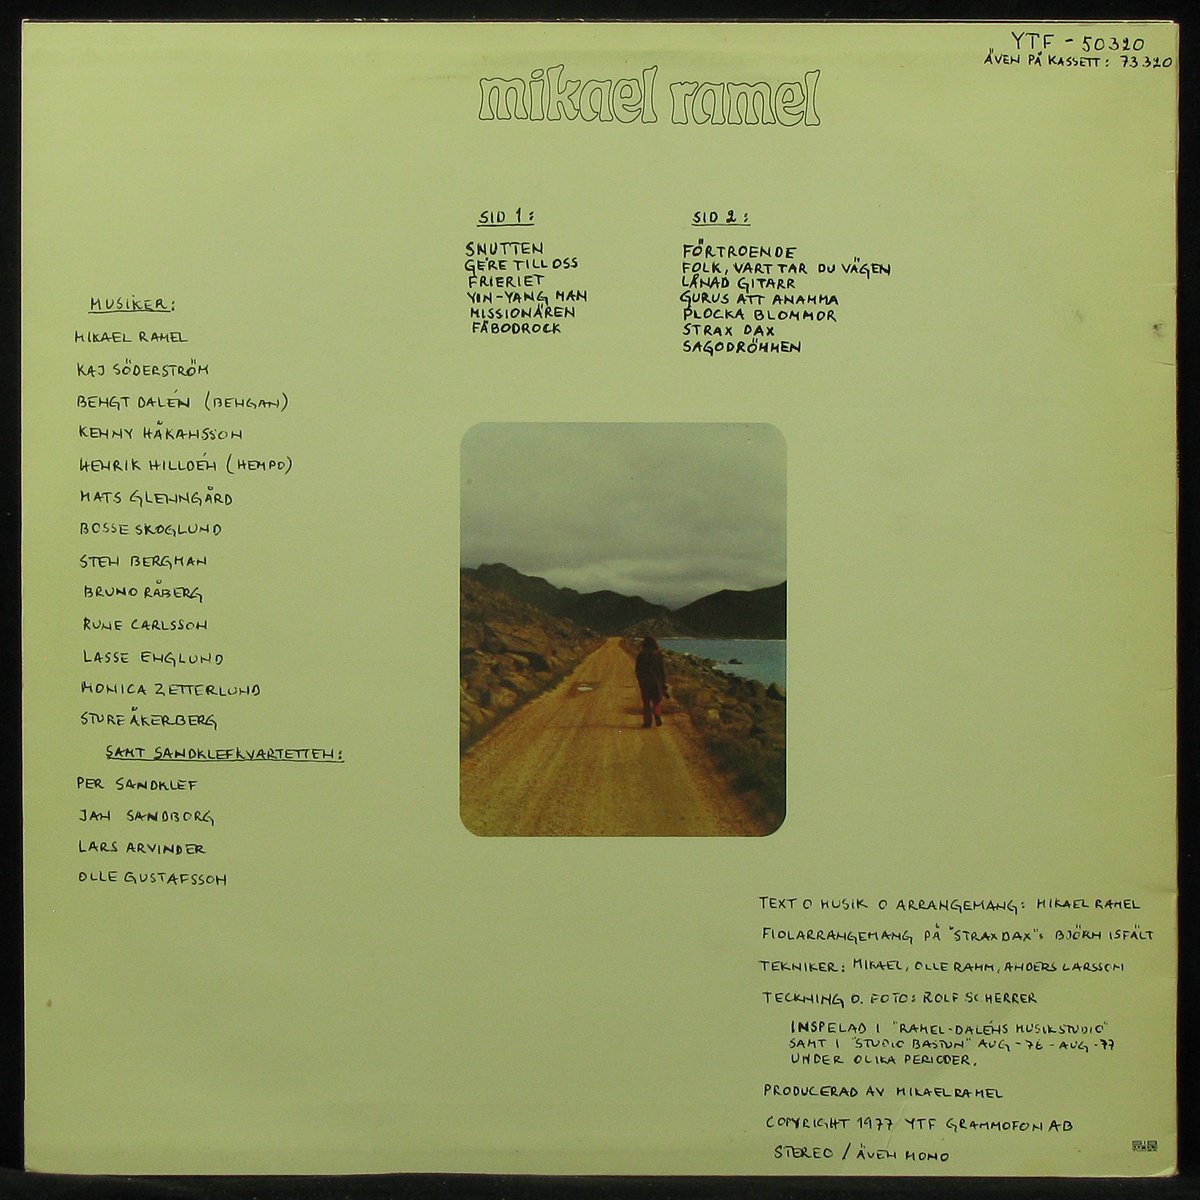 YTF - 50320
ÄVEN PÅ KASSETT: 73320
mikael ramel
SID 1:
SNUTTEN
GE'RE TILL OSS
FRIERIET
YIN-YANG MAN
MISSIONÄREN
FÄBODROCK
SID 2:
FÖRTROENDE
FOLK, VART TAR DU VÄGEN
LÅNAD GITARR
GURUS ATT ANAMMA
PLOCKA BLOMMOR
STRAX DAX
SAGODRÖMMEN
MUSIKER:
MIKAEL RAMEL
KAJ SÖDERSTRÖM
BENGT DALÉN (BENGAN)
KENNY HÅKANSSON
HENRIK HILLDÉN (HEMPO)
MATS GLENNGÅRD
BOSSE SKOGLUND
STEN BERGMAN
BRUNO RÅBERG
RUNE CARLSSON
LASSE ENGLUND
MONICA ZETTERLUND
STURE ÅKERBERG
SAMT SANDKLEFKVARTETTEN:
PER SANDKLEF
JAN SANDBORG
LARS ARVINDER
OLLE GUSTAFSSON
TEXT O MUSIK O ARRANGEMANG: MIKAEL RAMEL
FIOLARRANGEMANG PÅ "STRAX DAX": BJÖRN ISFÄLT
TEKNIKER: MIKAEL, OLLE RAMM, ANDERS LARSSON
TECKNING O. FOTO: ROLF SCHERRER
INSPELAD I "RAMEL-DALÉNS MUSIKSTUDIO"
SAMT I "STUDIO BASTUN" AUG -76 - AUG -77
UNDER OLIKA PERIODER.
PRODUCERAD AV MIKAEL RAMEL
COPYRIGHT 1977 YTF GRAMMOFON AB
STEREO / ÄVEN MONO